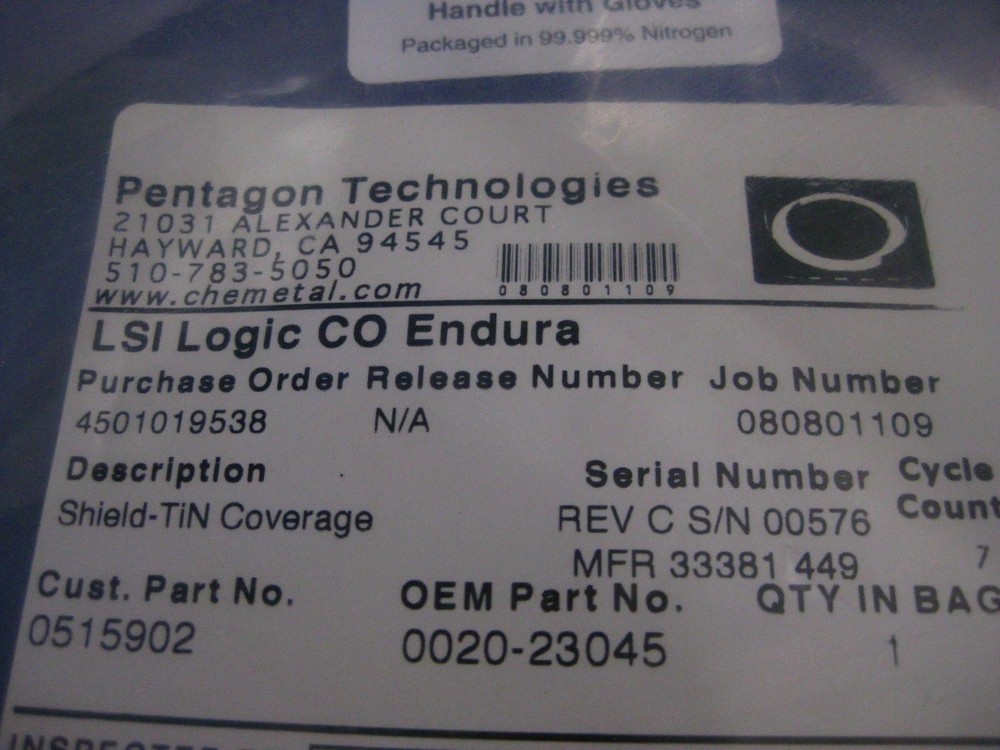 Handle with Gloves
Packaged in 99.999% Nitrogen
Pentagon Technologies
21031 ALEXANDER COURT
HAYWARD, CA 94545
510-783-5050
www.chemetal.com
080801109
LSI Logic CO Endura
Purchase Order Release Number Job Number
4501019538 N/A 080801109
Description Serial Number Cycle Count
Shield-TiN Coverage REV C S/N 00576
MFR 33381 449 7
Cust. Part No. OEM Part No. QTY IN BAG
0515902 0020-23045 1